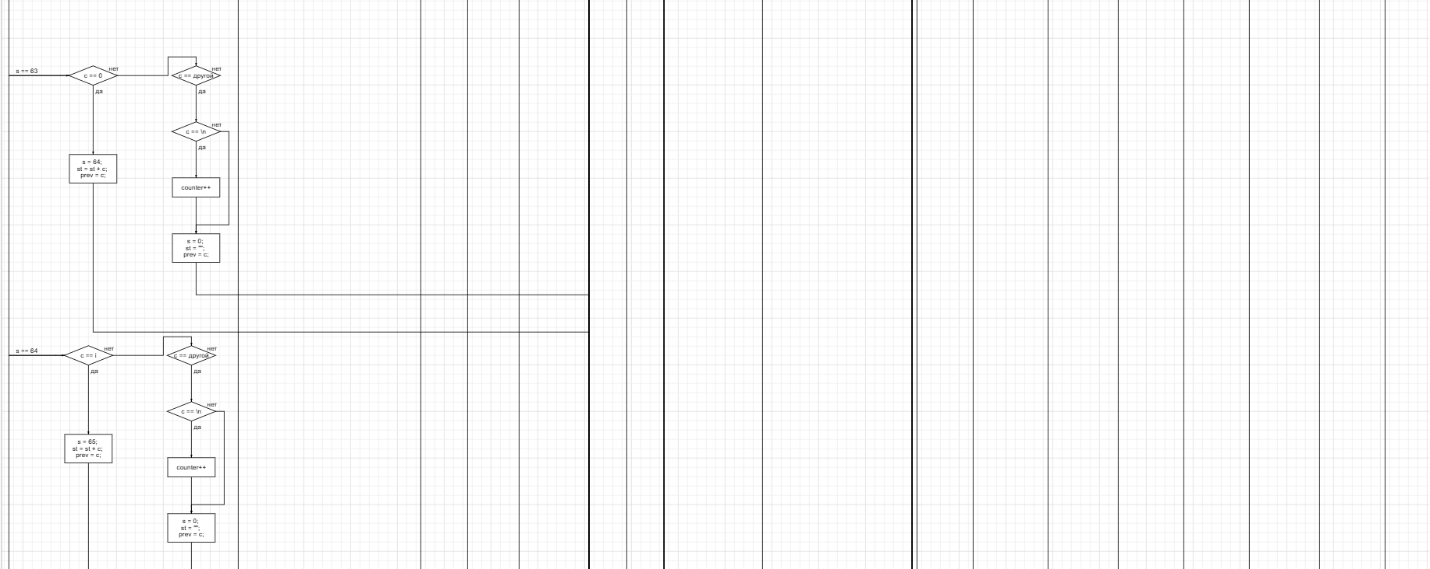 s == 63
c == 0
нет
c == другой
нет
да
да
c == \n
нет
да
s = 64;
st = st + c;
prev = c;
counter++
s = 0;
st = "";
prev = c;
s == 64
c == i
нет
c == другой
нет
да
да
c == \n
нет
да
s = 65;
st = st + c;
prev = c;
counter++
s = 0;
st = "";
prev = c;